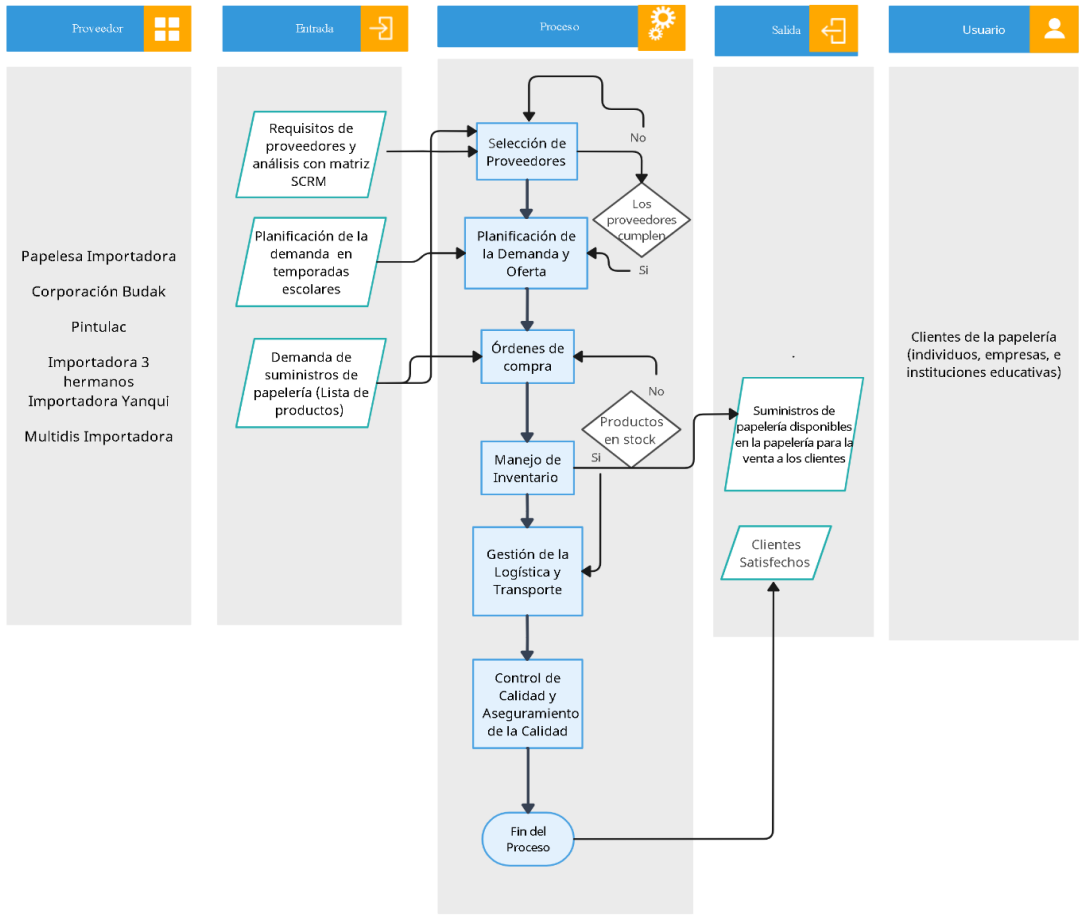 Proveedor
Entrada
Proceso
Salida
Usuario
Papelesa Importadora
Corporación Budak
Pintulac
Importadora 3
hermanos
Importadora Yanqui
Multidis Importadora
Requisitos de
proveedores y
análisis con matriz
SCRM
Planificación de la
demanda en
temporadas
escolares
Demanda de
suministros de
papelería (Lista de
productos)
No
Selección de
Proveedores
Los
proveedores
cumplen
Planificación de
la Demanda y
Oferta
Si
Órdenes de
compra
No
Productos
en stock
Si
Manejo de
Inventario
Gestión de la
Logística y
Transporte
Control de
Calidad y
Aseguramiento
de la Calidad
Fin del
Proceso
.
Suministros de
papelería disponibles
en la papelería para la
venta a los clientes
Clientes
Satisfechos
Clientes de la papelería
(individuos, empresas, e
instituciones educativas)